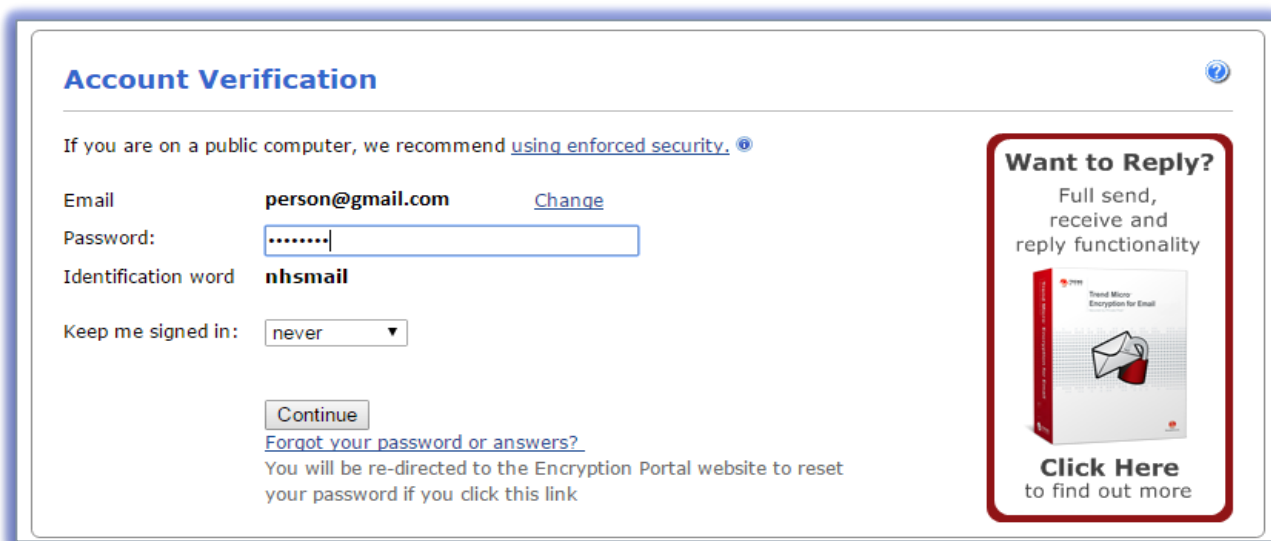 Account Verification
If you are on a public computer, we recommend using enforced security.
Email person@gmail.com Change
Password: ••••••••
Identification word nhsmail
Keep me signed in: never
Continue
Forgot your password or answers?
You will be re-directed to the Encryption Portal website to reset
your password if you click this link
Want to Reply?
Full send,
receive and
reply functionality
Trend Micro
Encryption for Email
Click Here
to find out more